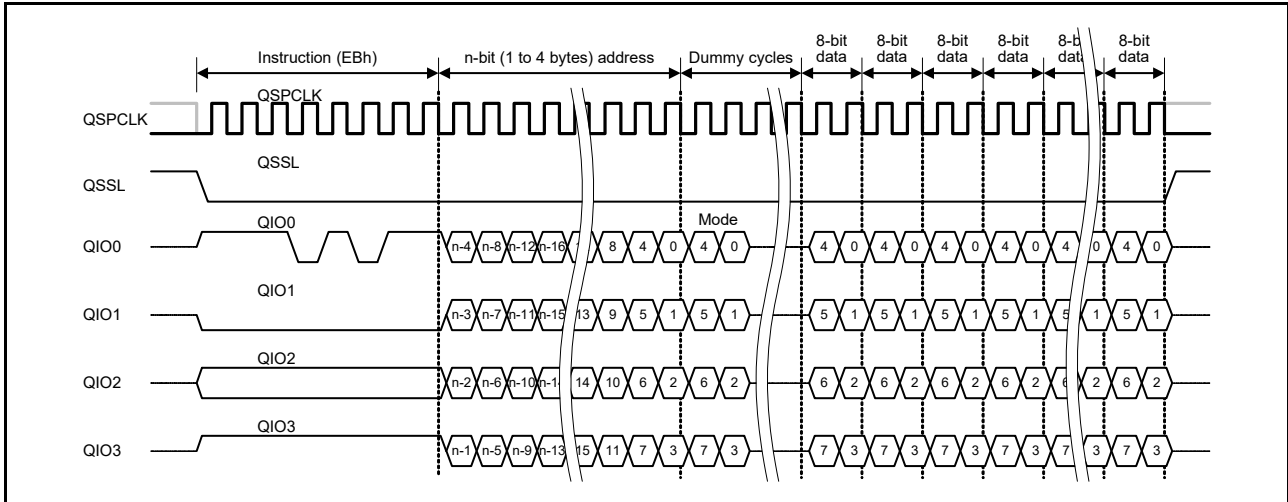 8-bit data 8-bit data 8-bit data 8-bit data data 8-bit data
Instruction (EBh) n-bit (1 to 4 bytes) address Dummy cycles
QSPCLK
QSPCLK
QSSL
QSSL
QIO0 Mode
QIO0 n-4 n-8 n-12 n-16 8 4 0 4 0 4 0 4 0 4 0 4 0 4 0 4 0
QIO1
QIO1 n-3 n-7 n-11 n-15 13 9 5 1 5 1 5 1 5 1 5 1 5 1 5 1 5 1
QIO2
QIO2 n-2 n-6 n-10 14 10 6 2 6 2 6 2 6 2 6 2 6 2 6 2 6 2
QIO3
QIO3 n-1 n-5 n-9 n-13 15 11 7 3 7 3 7 3 7 3 7 3 7 3 3 7 3